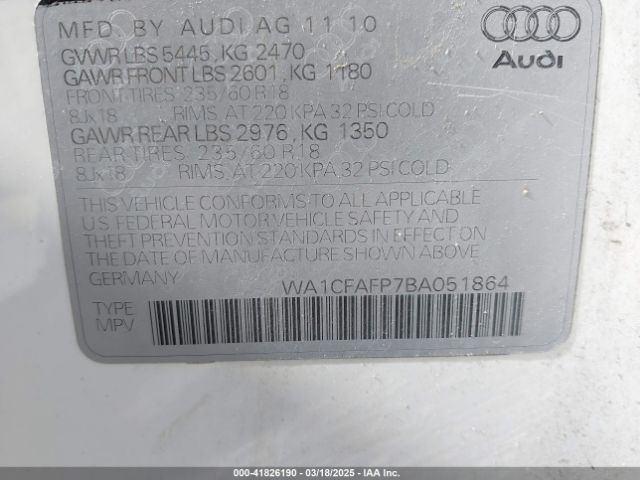 MFD BY AUDI AG 11 10
GVWR LBS 5445, KG 2470
GAWR FRONT LBS 2601, KG 1180
FRONT TIRES 235/60 R18
8Jx18 RIMS, AT 220 KPA 32 PSI COLD
GAWR REAR LBS 2976, KG 1350
REAR TIRES 235/60 R18
8Jx18 RIMS, AT 220 KPA 32 PSI COLD
Audi
THIS VEHICLE CONFORMS TO ALL APPLICABLE
U.S. FEDERAL MOTOR VEHICLE SAFETY AND
THEFT PREVENTION STANDARDS IN EFFECT ON
THE DATE OF MANUFACTURE SHOWN ABOVE
GERMANY WA1CFAFP7BA051864
TYPE
MPV
000-41826190 - 03/18/2025 - IAA Inc.